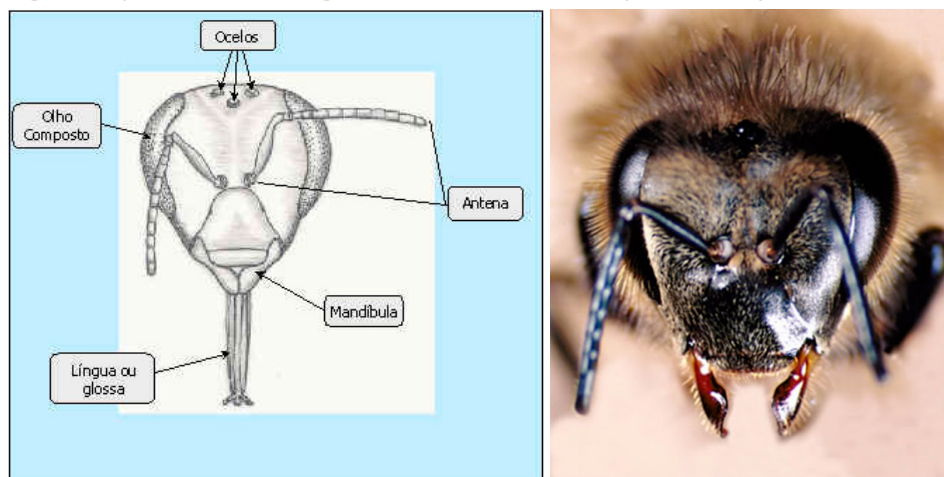 Ocelos
Olho
Composto
Antena
Mandíbula
Língua ou
glossa